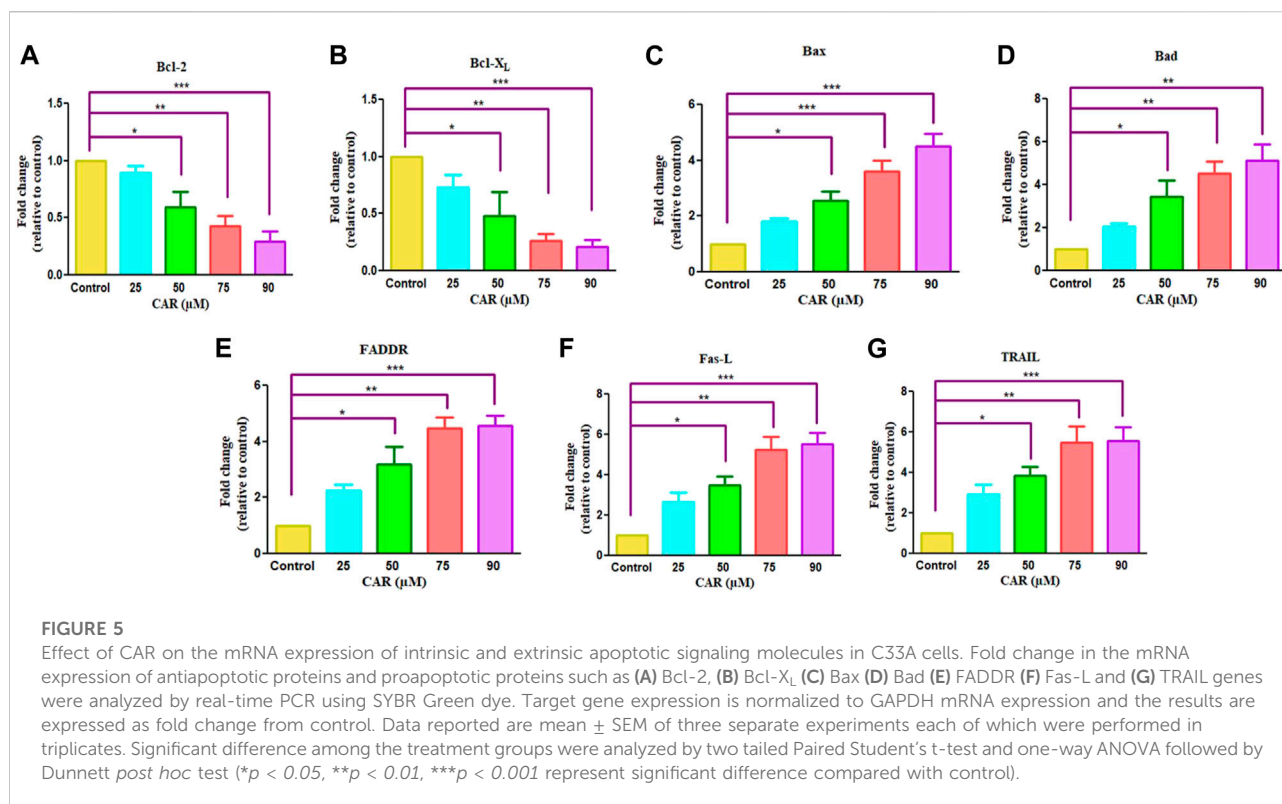 A
Bcl-2
Fold change
(relative to control)
1.5
1.0
0.5
0.0
*
**
***
Control 25 50 75 90
CAR (µM)
B
Bcl-XL
Fold change
(relative to control)
1.5
1.0
0.5
0.0
*
**
***
Control 25 50 75 90
CAR (µM)
C
Bax
Fold change
(relative to control)
6
4
2
0
*
***
***
Control 25 50 75 90
CAR (µM)
D
Bad
Fold change
(relative to control)
8
6
4
2
0
*
**
**
Control 25 50 75 90
CAR (µM)
E
FADDR
Fold change
(relative to control)
6
4
2
0
*
**
***
Control 25 50 75 90
CAR (µM)
F
Fas-L
Fold change
(relative to control)
8
6
4
2
0
*
**
***
Control 25 50 75 90
CAR (µM)
G
TRAIL
Fold change
(relative to control)
8
6
4
2
0
*
**
***
Control 25 50 75 90
CAR (µM)
FIGURE 5
Effect of CAR on the mRNA expression of intrinsic and extrinsic apoptotic signaling molecules in C33A cells. Fold change in the mRNA
expression of antiapoptotic proteins and proapoptotic proteins such as (A) Bcl-2, (B) Bcl-XL (C) Bax (D) Bad (E) FADDR (F) Fas-L and (G) TRAIL genes
were analyzed by real-time PCR using SYBR Green dye. Target gene expression is normalized to GAPDH mRNA expression and the results are
expressed as fold change from control. Data reported are mean ± SEM of three separate experiments each of which were performed in
triplicates. Significant difference among the treatment groups were analyzed by two tailed Paired Student's t-test and one-way ANOVA followed by
Dunnett post hoc test (*p < 0.05, **p < 0.01, ***p < 0.001 represent significant difference compared with control).